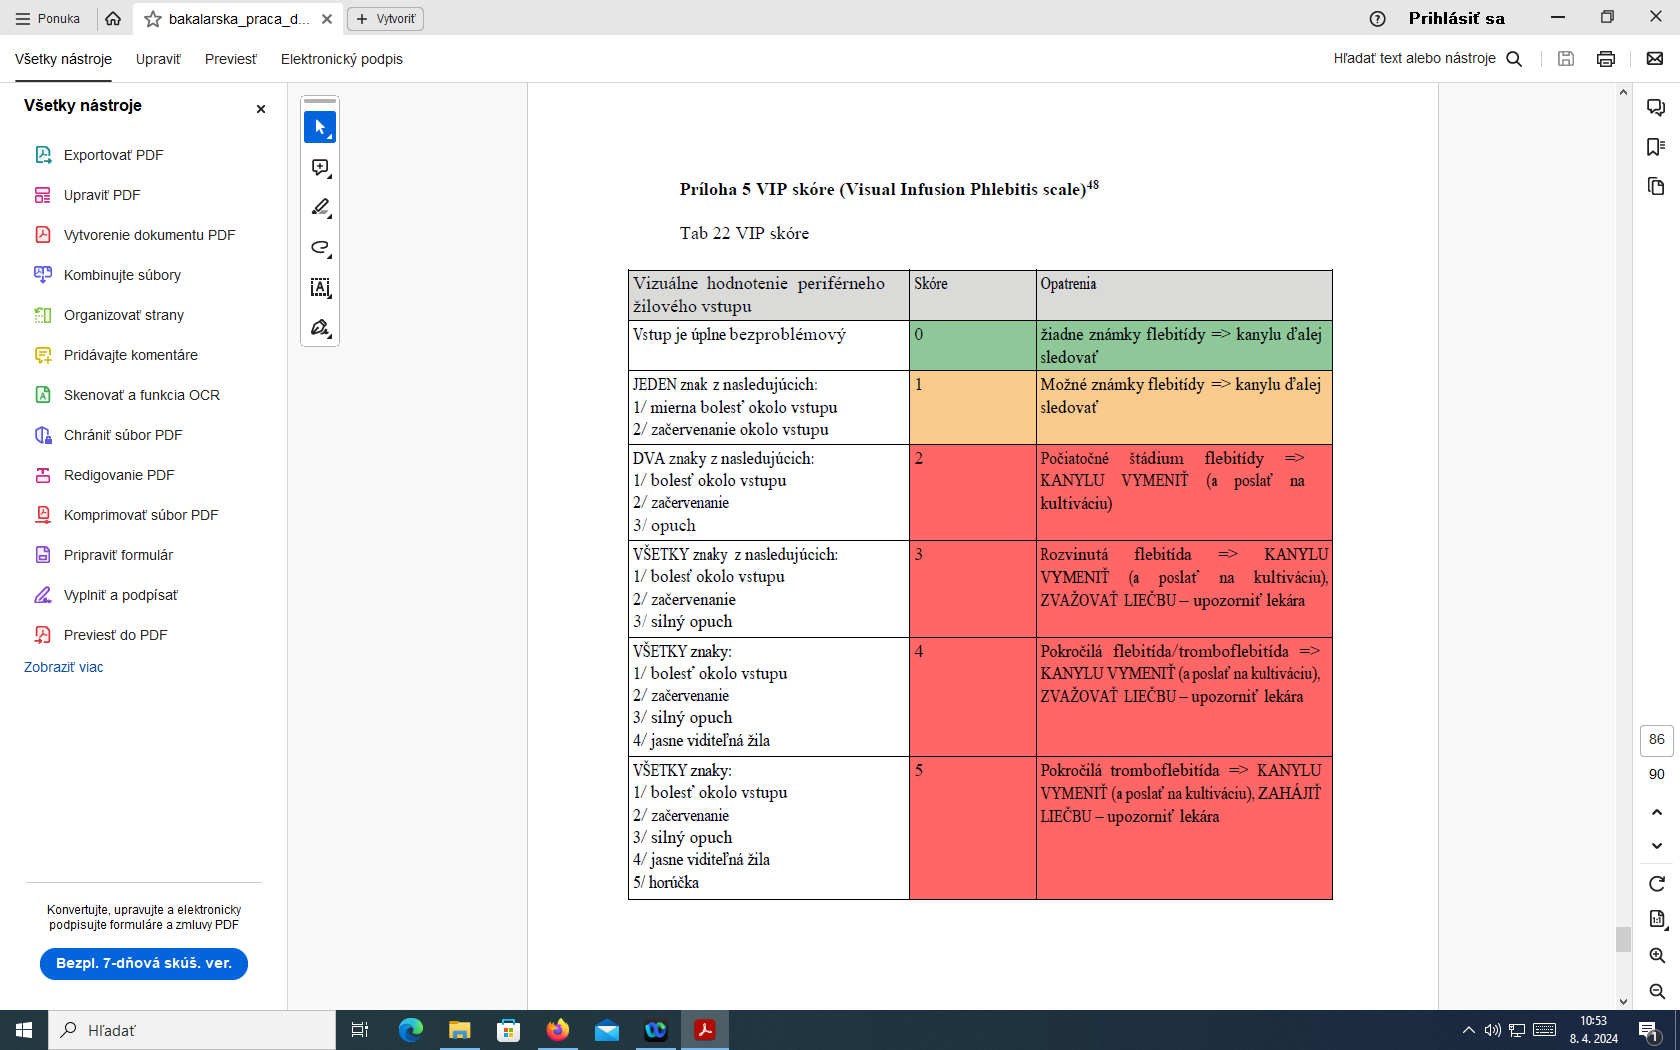 Ponuka
bakalarska_praca_d...
Vytvoriť
Prihlásiť sa
Všetky nástroje
Upraviť
Previesť
Elektronický podpis
Hľadať text alebo nástroje
Všetky nástroje
Exportovať PDF
Upraviť PDF
Vytvorenie dokumentu PDF
Kombinujte súbory
Organizovať strany
Pridávajte komentáre
Skenovať a funkcia OCR
Chrániť súbor PDF
Redigovanie PDF
Komprimovať súbor PDF
Pripraviť formulár
Vyplniť a podpísať
Previesť do PDF
Zobraziť viac
Konvertujte, upravujte a elektronicky
podpisujte formuláre a zmluvy PDF
Bezpl. 7-dňová skúš. ver.
Príloha 5 VIP skóre (Visual Infusion Phlebitis scale)48
Tab 22 VIP skóre
Vizuálne hodnotenie periférneho
žilového vstupu
Skóre
Opatrenia
Vstup je úplne bezproblémový
0
žiadne známky flebitídy => kanylu ďalej
sledovať
JEDEN znak z nasledujúcich:
1/ mierna bolesť okolo vstupu
2/ začervenanie okolo vstupu
1
Možné známky flebitídy => kanylu ďalej
sledovať
DVA znaky z nasledujúcich:
1/ bolesť okolo vstupu
2/ začervenanie
3/ opuch
2
Počiatočné štádium flebitídy =>
KANYLU VYMENIŤ (a poslať na
kultiváciu)
VŠETKY znaky z nasledujúcich:
1/ bolesť okolo vstupu
2/ začervenanie
3/ silný opuch
3
Rozvinutá flebitída => KANYLU
VYMENIŤ (a poslať na kultiváciu),
ZVAŽOVAŤ LIEČBU – upozorniť lekára
VŠETKY znaky:
1/ bolesť okolo vstupu
2/ začervenanie
3/ silný opuch
4/ jasne viditeľná žila
4
Pokročilá flebitída/tromboflebitída =>
KANYLU VYMENIŤ (a poslať na kultiváciu),
ZVAŽOVAŤ LIEČBU – upozorniť lekára
VŠETKY znaky:
1/ bolesť okolo vstupu
2/ začervenanie
3/ silný opuch
4/ jasne viditeľná žila
5/ horúčka
5
Pokročilá tromboflebitída => KANYLU
VYMENIŤ (a poslať na kultiváciu), ZAHÁJIŤ
LIEČBU – upozorniť lekára
86
90
1:1
Hľadať
10:53
8. 4. 2024
1